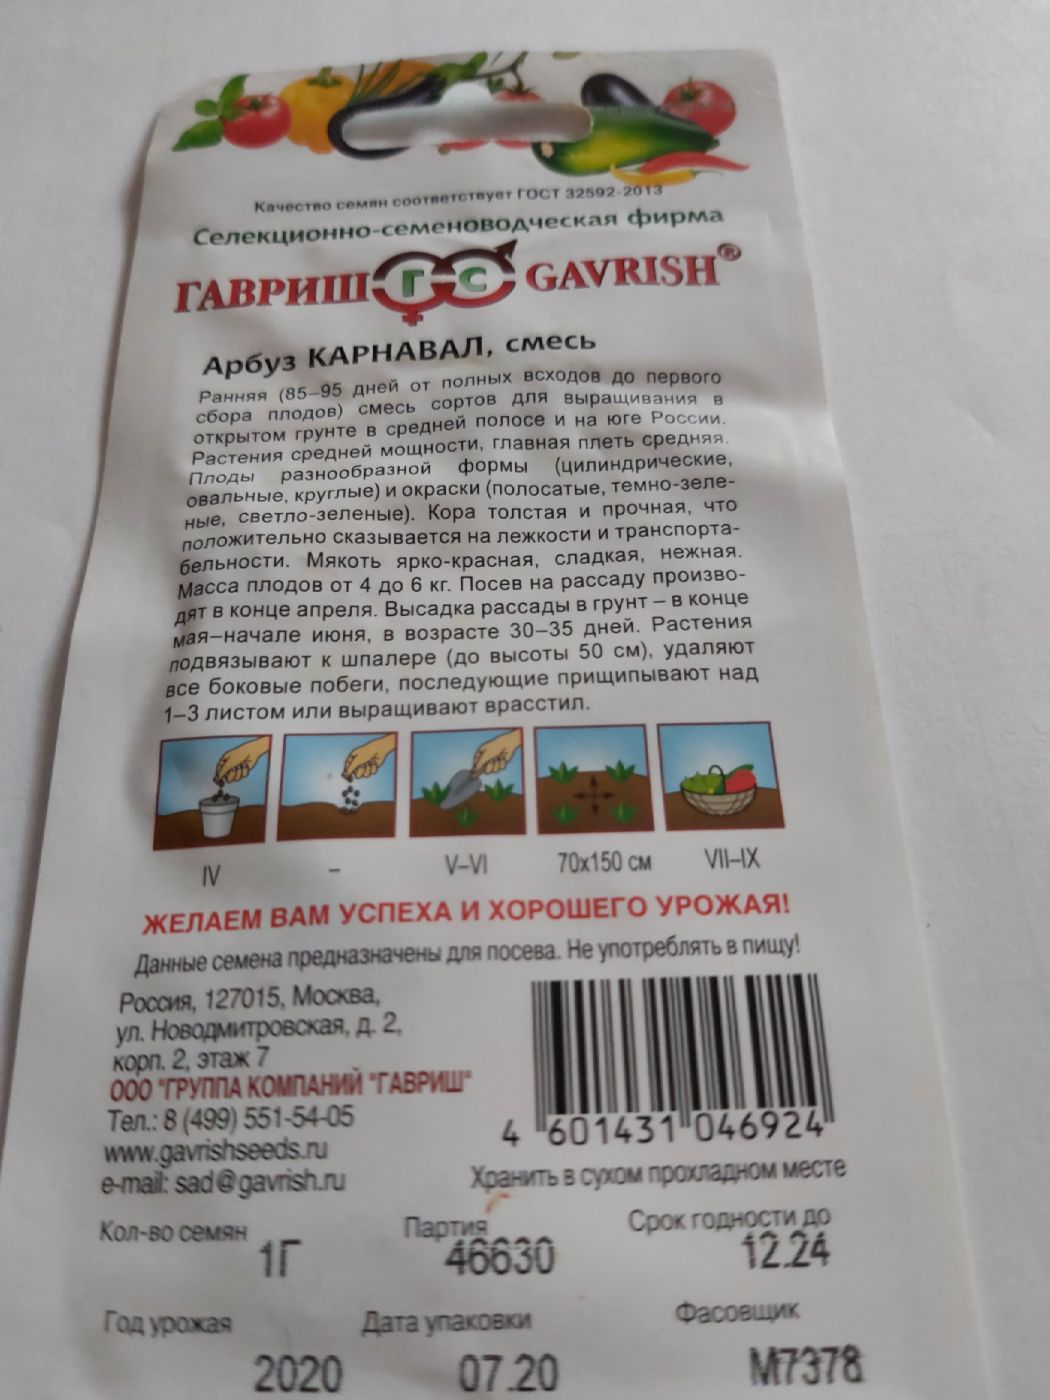 Качество семян соответствует ГОСТ 32592-2013
Селекционно-семеноводческая фирма
ГАВРИШ ГС GAVRISH®
Арбуз КАРНАВАЛ, смесь
Ранняя (85–95 дней от полных всходов до первого
сбора плодов) смесь сортов для выращивания в
открытом грунте в средней полосе и на юге России.
Растения средней мощности, главная плеть средняя.
Плоды разнообразной формы (цилиндрические,
овальные, круглые) и окраски (полосатые, темно-зеле-
ные, светло-зеленые). Кора толстая и прочная, что
положительно сказывается на лежкости и транспорта-
бельности. Мякоть ярко-красная, сладкая, нежная.
Масса плодов от 4 до 6 кг. Посев на рассаду произво-
дят в конце апреля. Высадка рассады в грунт – в конце
мая–начале июня, в возрасте 30–35 дней. Растения
подвязывают к шпалере (до высоты 50 см), удаляют
все боковые побеги, последующие прищипывают над
1–3 листом или выращивают врасстил.
IV – V–VI 70х150 см VII–IX
ЖЕЛАЕМ ВАМ УСПЕХА И ХОРОШЕГО УРОЖАЯ!
Данные семена предназначены для посева. Не употреблять в пищу!
Россия, 127015, Москва,
ул. Новодмитровская, д. 2,
корп. 2, этаж 7
ООО "ГРУППА КОМПАНИЙ "ГАВРИШ"
Тел.: 8 (499) 551-54-05
www.gavrishseeds.ru
e-mail: sad@gavrish.ru
4 601431 046924
Хранить в сухом прохладном месте
Кол-во семян Партия Срок годности до
1Г 46630 12.24
Год урожая Дата упаковки Фасовщик
2020 07.20 М7378